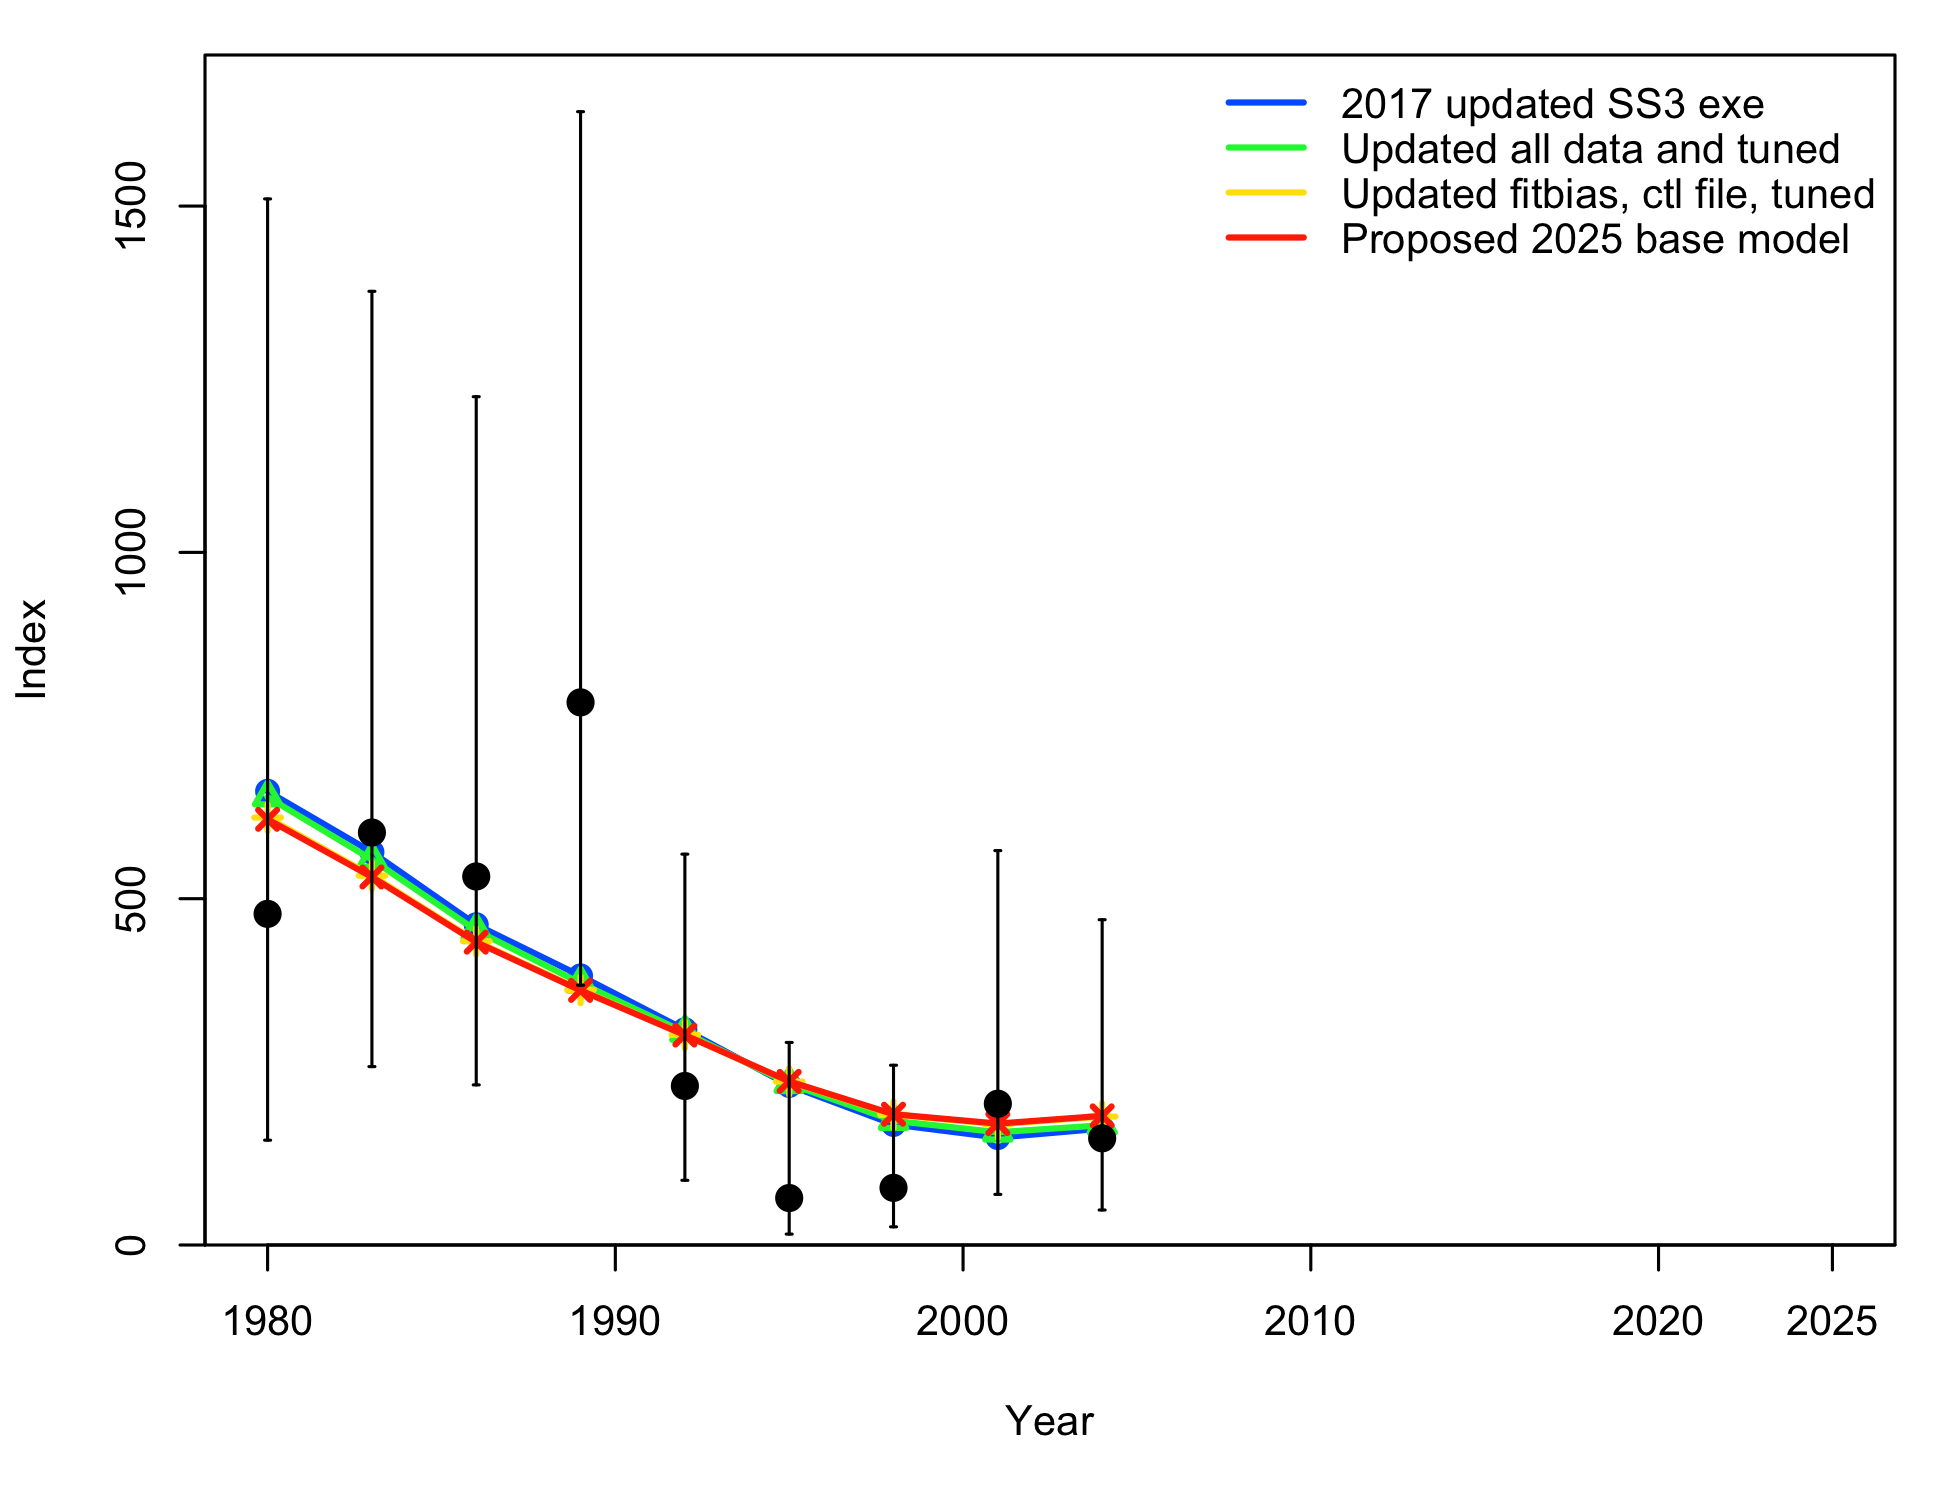 2017 updated SS3 exe
Updated all data and tuned
Updated fitbias, ctl file, tuned
Proposed 2025 base model
1500
1000
500
0
Index
1980 1990 2000 2010 2020 2025
Year